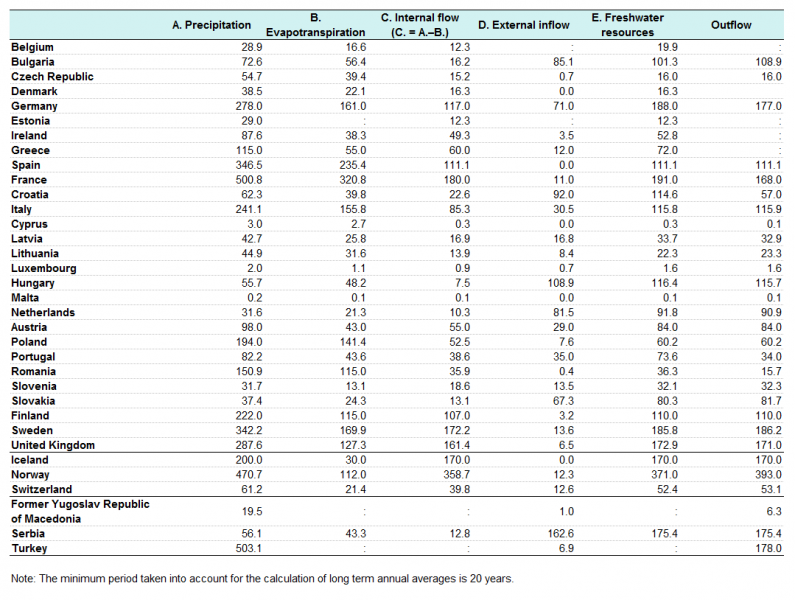 A. Precipitation B. Evapotranspiration C. Internal flow (C. = A.–B.) D. External inflow E. Freshwater resources Outflow
Belgium 28.9 16.6 12.3 : 19.9 :
Bulgaria 72.6 56.4 16.2 85.1 101.3 108.9
Czech Republic 54.7 39.4 15.2 0.7 16.0 16.0
Denmark 38.5 22.1 16.3 0.0 16.3
Germany 278.0 161.0 117.0 71.0 188.0 177.0
Estonia 29.0 : 12.3 : 12.3 :
Ireland 87.6 38.3 49.3 3.5 52.8 :
Greece 115.0 55.0 60.0 12.0 72.0 :
Spain 346.5 235.4 111.1 0.0 111.1 111.1
France 500.8 320.8 180.0 11.0 191.0 168.0
Croatia 62.3 39.8 22.6 92.0 114.6 57.0
Italy 241.1 155.8 85.3 30.5 115.8 115.9
Cyprus 3.0 2.7 0.3 0.0 0.3 0.1
Latvia 42.7 25.8 16.9 16.8 33.7 32.9
Lithuania 44.9 31.6 13.9 8.4 22.3 23.3
Luxembourg 2.0 1.1 0.9 0.7 1.6 1.6
Hungary 55.7 48.2 7.5 108.9 116.4 115.7
Malta 0.2 0.1 0.1 0.0 0.1 0.1
Netherlands 31.6 21.3 10.3 81.5 91.8 90.9
Austria 98.0 43.0 55.0 29.0 84.0 84.0
Poland 194.0 141.4 52.5 7.6 60.2 60.2
Portugal 82.2 43.6 38.6 35.0 73.6 34.0
Romania 150.9 115.0 35.9 0.4 36.3 15.7
Slovenia 31.7 13.1 18.6 13.5 32.1 32.3
Slovakia 37.4 24.3 13.1 67.3 80.3 81.7
Finland 222.0 115.0 107.0 3.2 110.0 110.0
Sweden 342.2 169.9 172.2 13.6 185.8 186.2
United Kingdom 287.6 127.3 161.4 6.5 172.9 171.0
Iceland 200.0 30.0 170.0 0.0 170.0 170.0
Norway 470.7 112.0 358.7 12.3 371.0 393.0
Switzerland 61.2 21.4 39.8 12.6 52.4 53.1
Former Yugoslav Republic
of Macedonia 19.5 : : 1.0 : 6.3
Serbia 56.1 43.3 12.8 162.6 175.4 175.4
Turkey 503.1 : : 6.9 : 178.0
Note: The minimum period taken into account for the calculation of long term annual averages is 20 years.